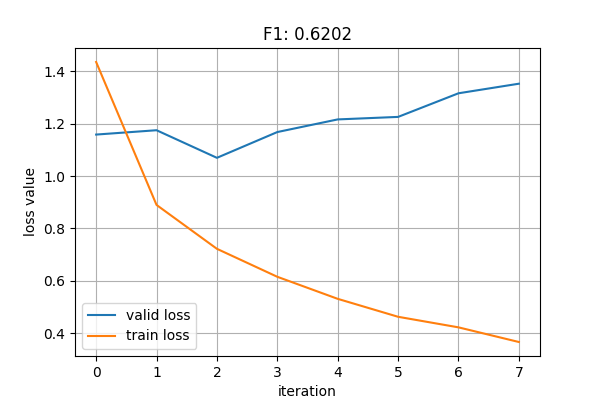 F1: 0.6202
loss value
1.4
1.2
1.0
0.8
0.6
0.4
valid loss
train loss
0 1 2 3 4 5 6 7
iteration